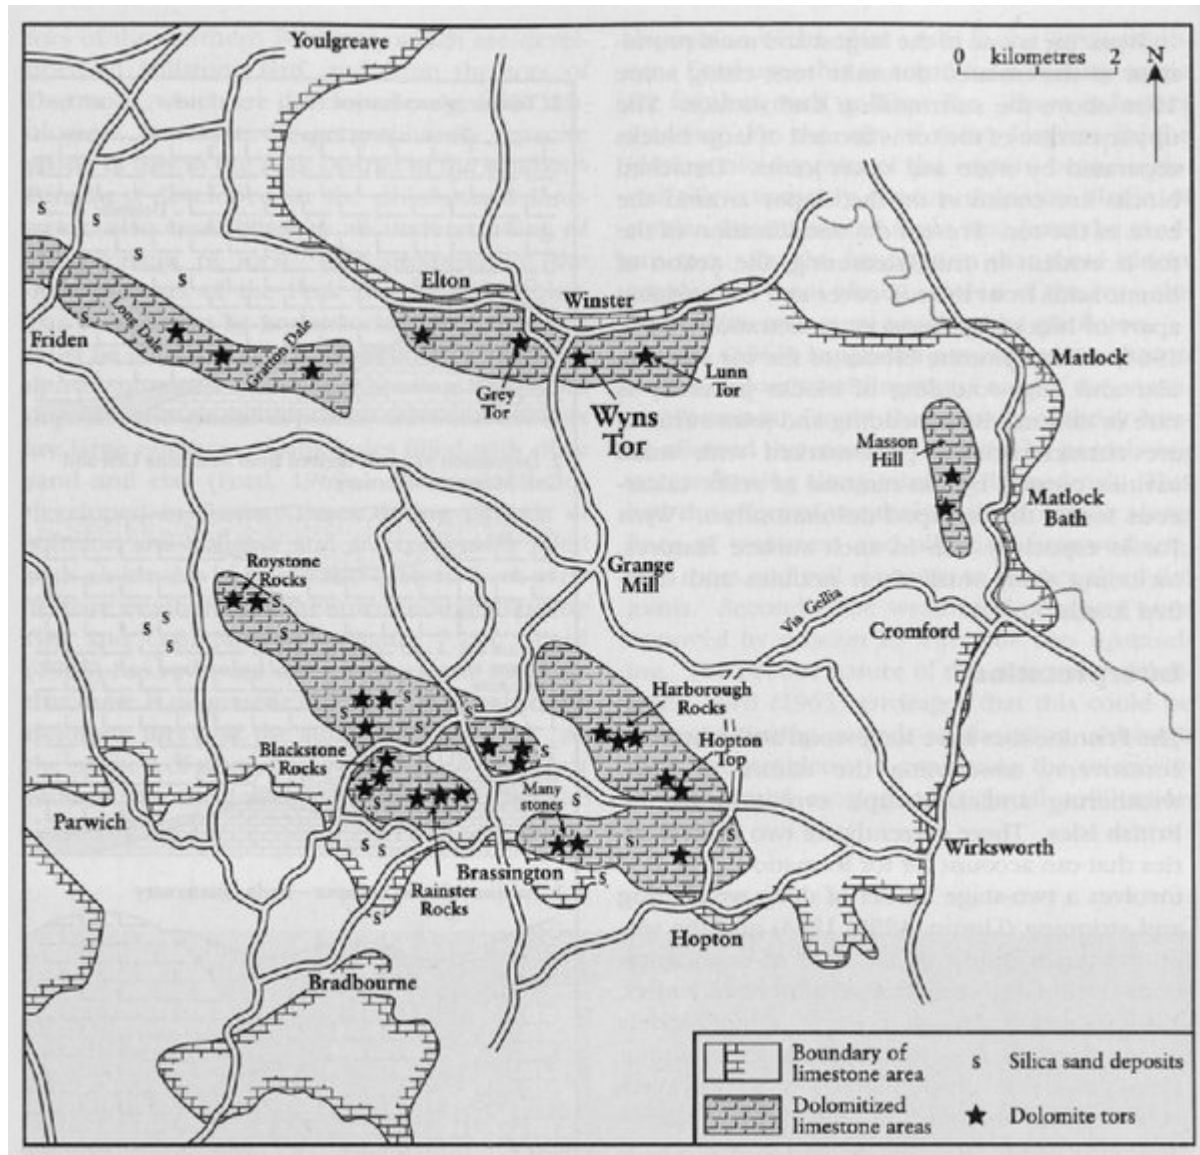 Youlgreave
0 kilometres 2
N
s
s
s
s
Elton
Winster
Long Dale
Gratton Dale
Friden
Matlock
Grey
Tor
Lunn
Tor
Wyns
Tor
Masson
Hill
Matlock
Bath
Roystone
Rocks
Grange
Mill
Via Gellia
Cromford
s
s
s
s
s
s
s
Harborough
Rocks
Hopton
Top
Blackstone
Rocks
s
s
Many
stones
s
s
s
Parwich
s
s
s
Brassington
Wirksworth
Rainster
Rocks
s
s
Hopton
Bradbourne
Boundary of
limestone area
s Silica sand deposits
Dolomitized
limestone areas
Dolomite tors